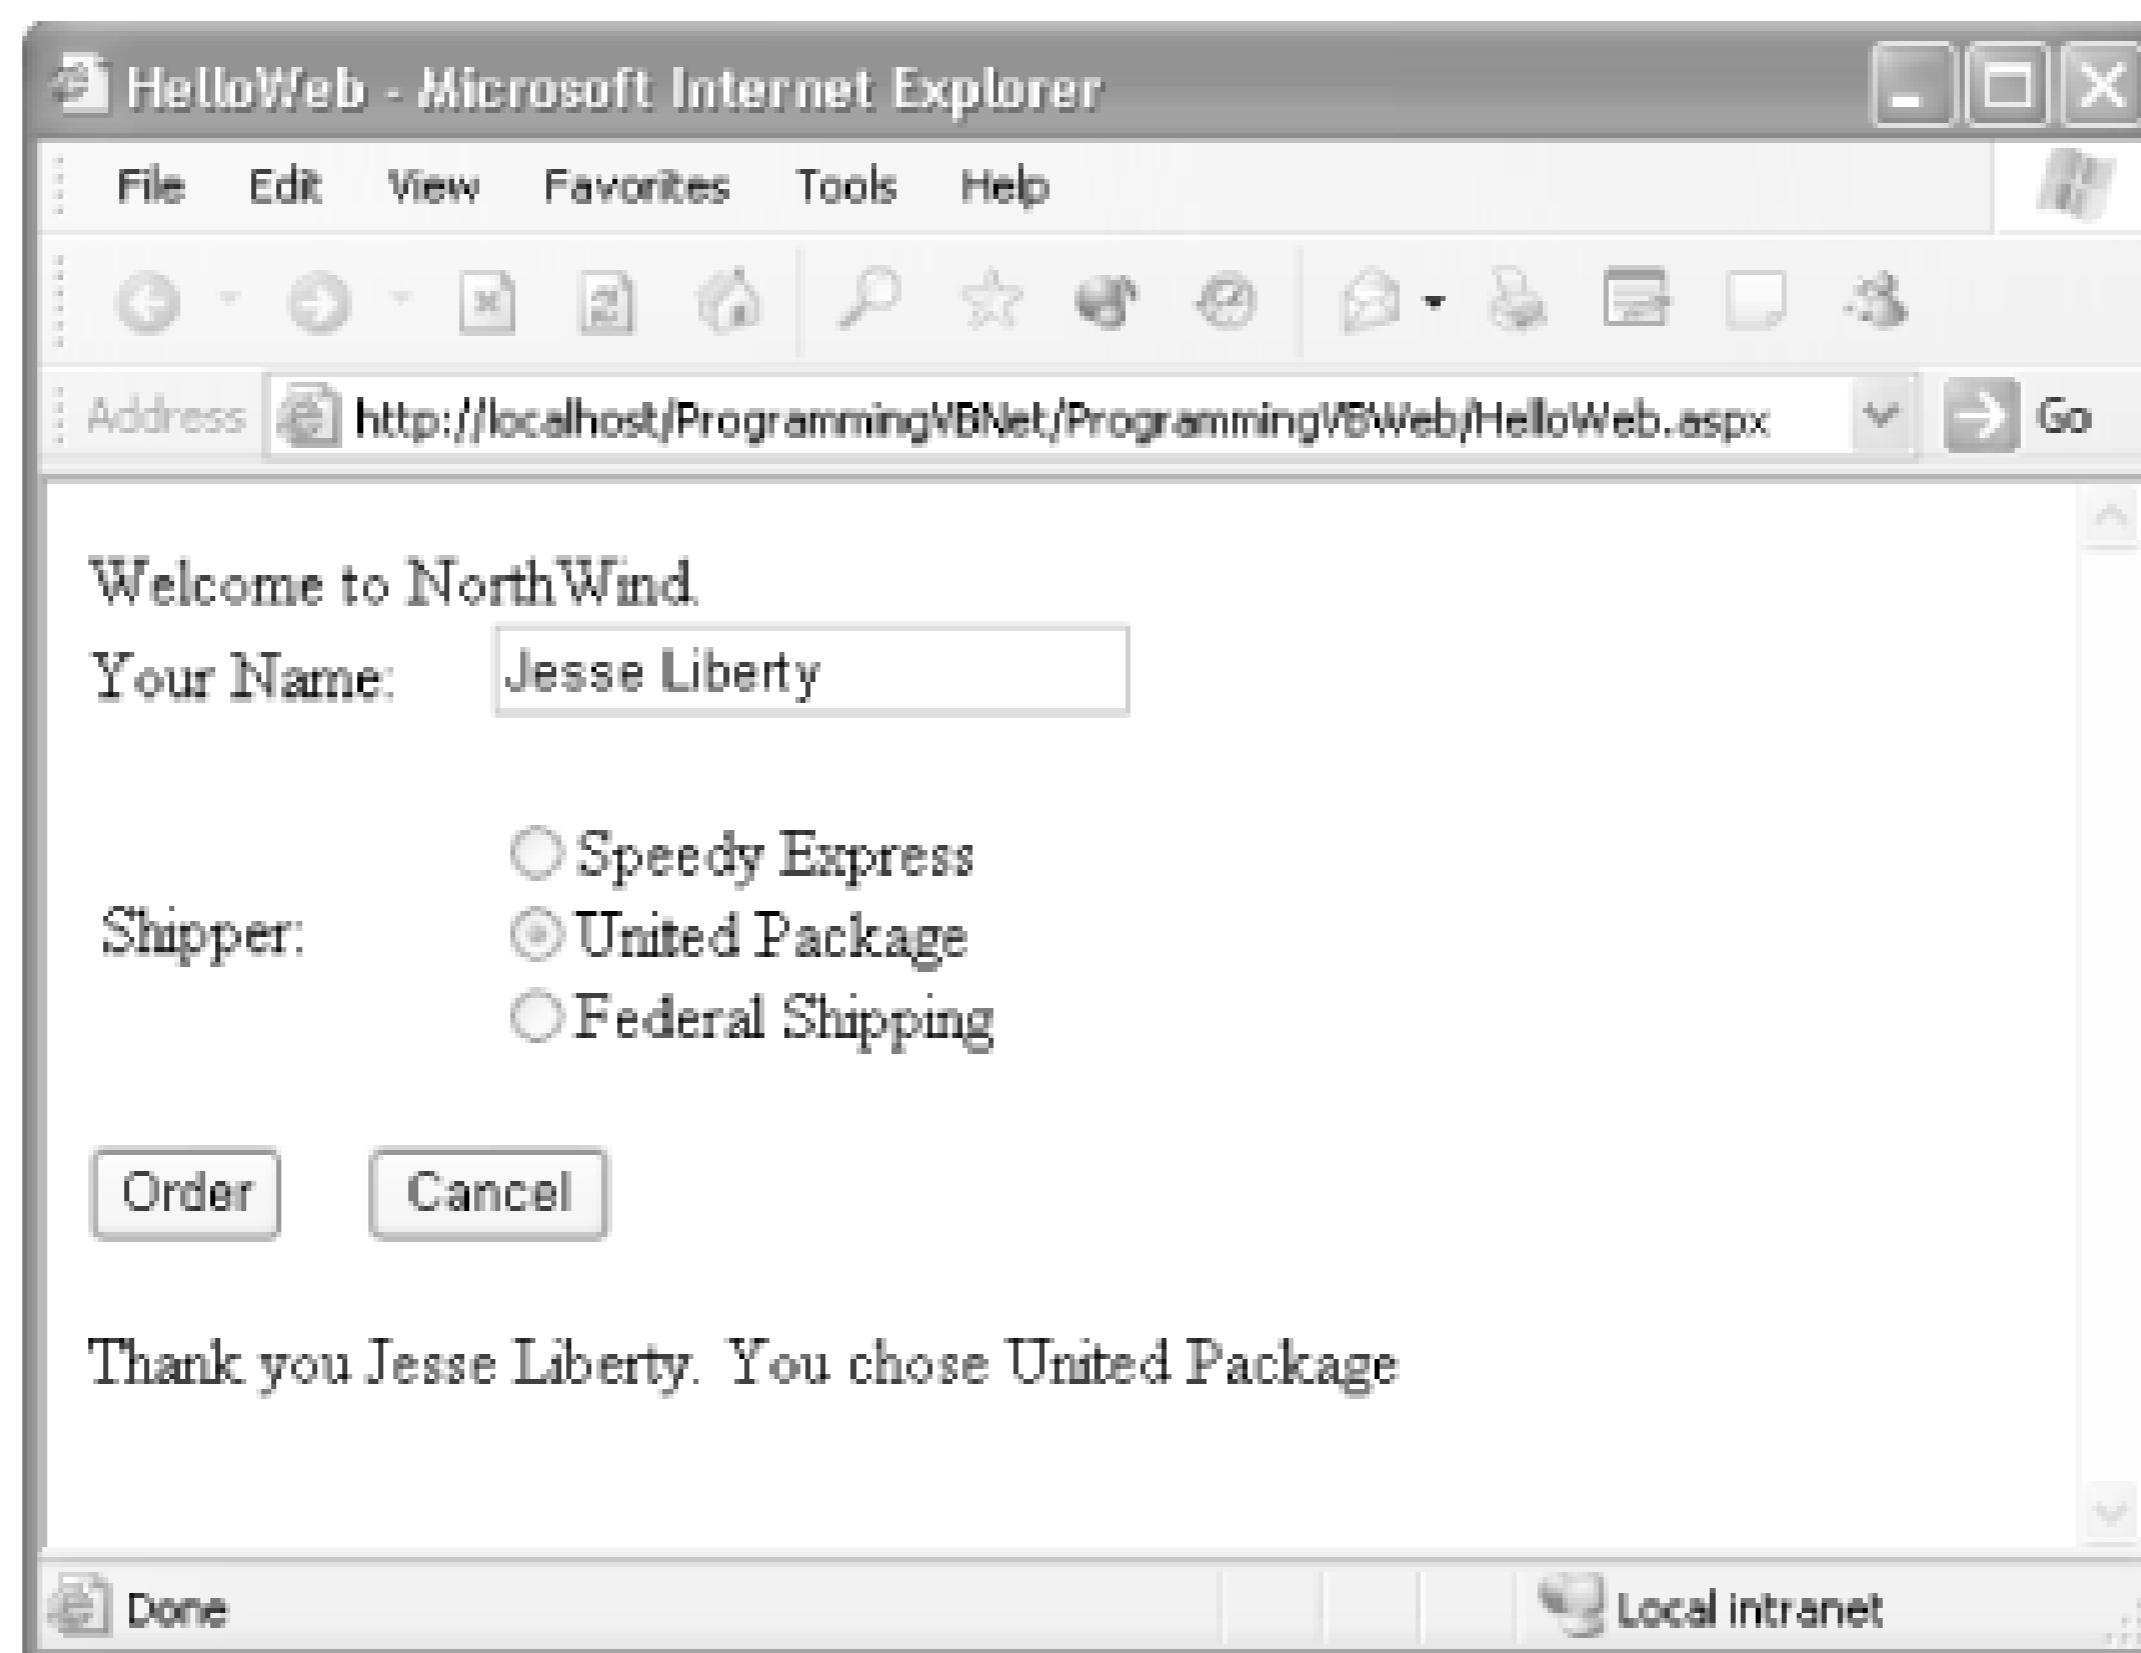 HelloWeb - Microsoft Internet Explorer
File Edit View Favorites Tools Help
Address http://localhost/ProgrammingVBNet/ProgrammingVBWeb/HelloWeb.aspx Go
Welcome to NorthWind.
Your Name: Jesse Liberty
Speedy Express
Shipper: United Package
Federal Shipping
Order Cancel
Thank you Jesse Liberty. You chose United Package
Done Local intranet